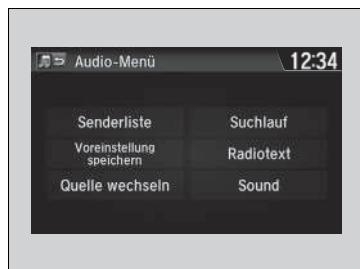 Audio-Menü 12:34
Senderliste Suchlauf
Voreinstellung
speichern Radiotext
Quelle wechseln Sound